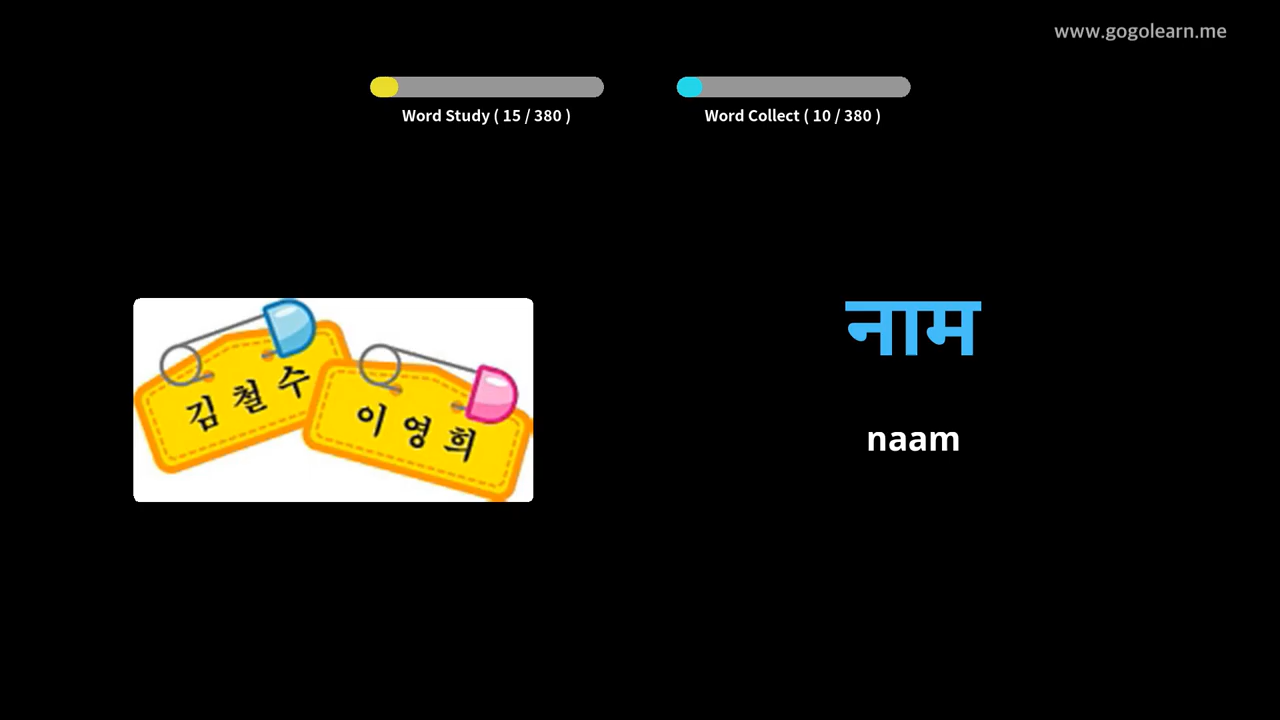 www.gogolearn.me
Word Study ( 15 / 380 )
Word Collect ( 10 / 380 )
김철수
이영희
नाम
naam